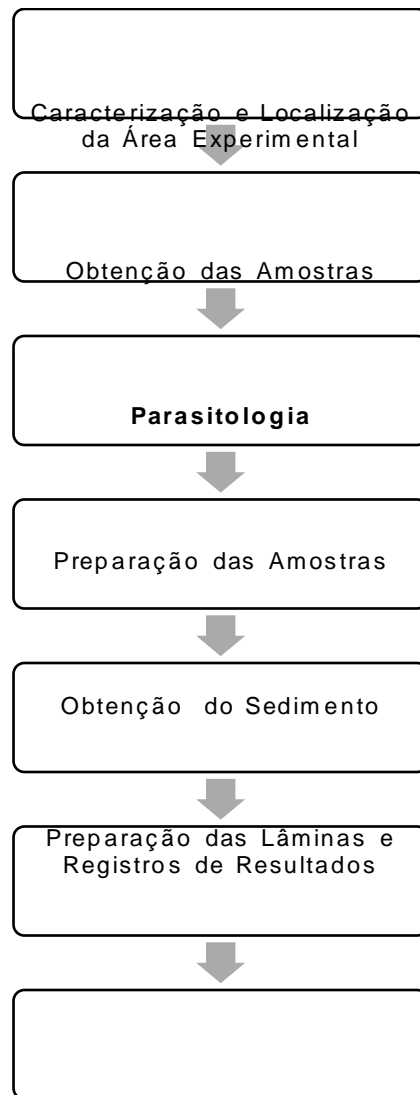 Caracterização e Localização
da Área Experimental
Obtenção das Amostras
Parasitologia
Preparação das Amostras
Obtenção do Sedimento
Preparação das Lâminas e
Registros de Resultados